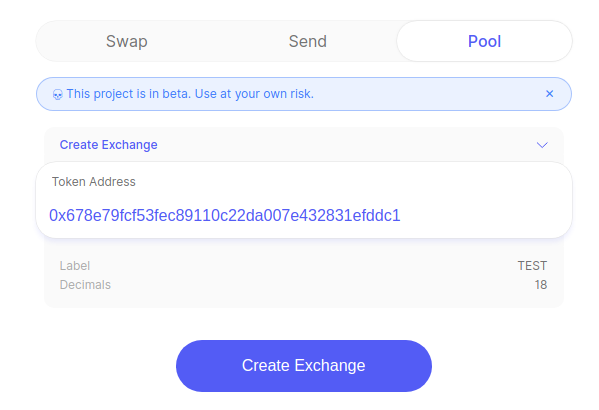 Swap Send Pool
💀 This project is in beta. Use at your own risk. ✕
Create Exchange
Token Address
0x678e79fcf53fec89110c22da007e432831efddc1
Label TEST
Decimals 18
Create Exchange